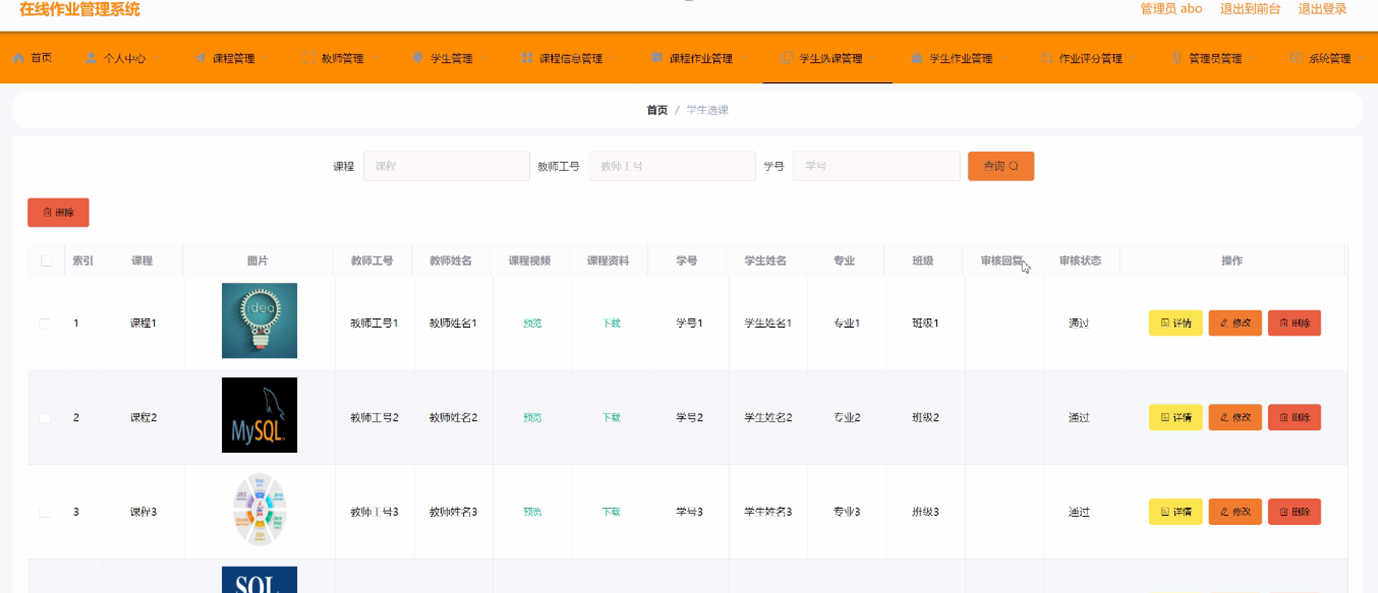 在线作业管理系统
管理员 abo 退出到前台 退出登录
首页 个人中心 课程管理 教师管理 学生管理 课程信息管理 课程作业管理 学生选课管理 学生作业管理 作业评分管理 管理员管理 系统管理
首页 / 学生选课
课程 课程 教师工号 教师工号 学号 学号 查询
删除
索引 课程 图片 教师工号 教师姓名 课程视频 课程资料 学号 学生姓名 专业 班级 审核回复 审核状态 操作
idea
1 课程1 教师工号1 教师姓名1 预览 下载 学号1 学生姓名1 专业1 班级1 通过 详情 修改 删除
MySQL
2 课程2 教师工号2 教师姓名2 预览 下载 学号2 学生姓名2 专业2 班级2 通过 详情 修改 删除
3 课程3 教师工号3 教师姓名3 预览 下载 学号3 学生姓名3 专业3 班级3 通过 详情 修改 删除
SQL